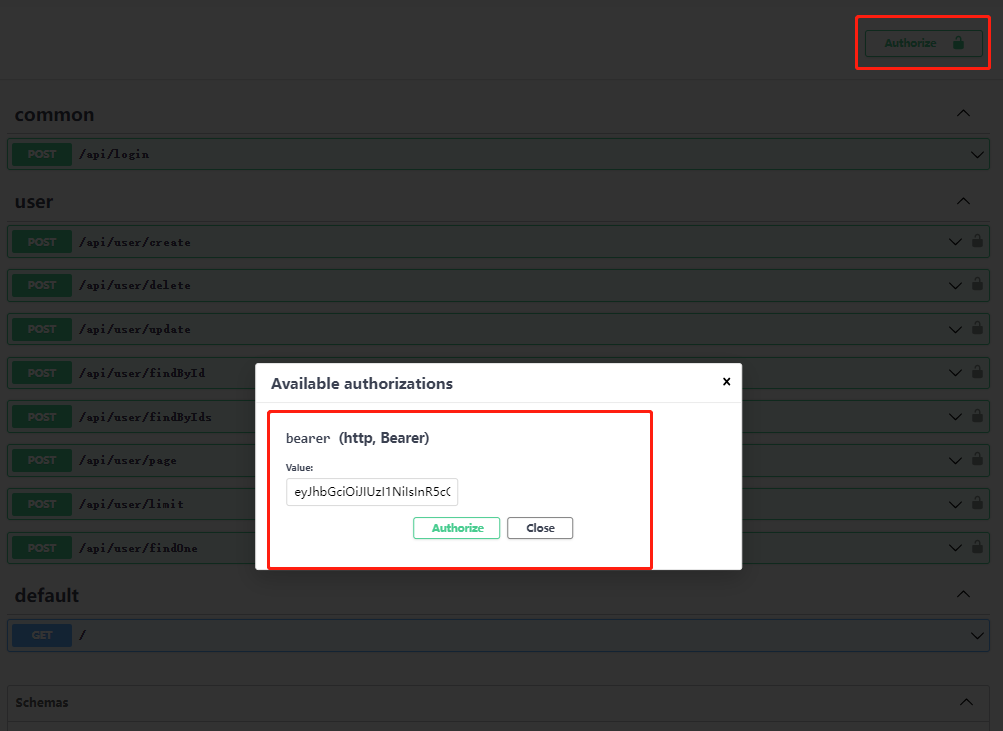 Authorize
common
POST /api/login
user
POST /api/user/create
POST /api/user/delete
POST /api/user/update
POST /api/user/findById
POST /api/user/findByIds
POST /api/user/page
POST /api/user/limit
POST /api/user/findOne
Available authorizations
bearer (http, Bearer)
Value:
eyJhbGciOiJIUzI1NiIsInR5cC
Authorize Close
default
GET /
Schemas